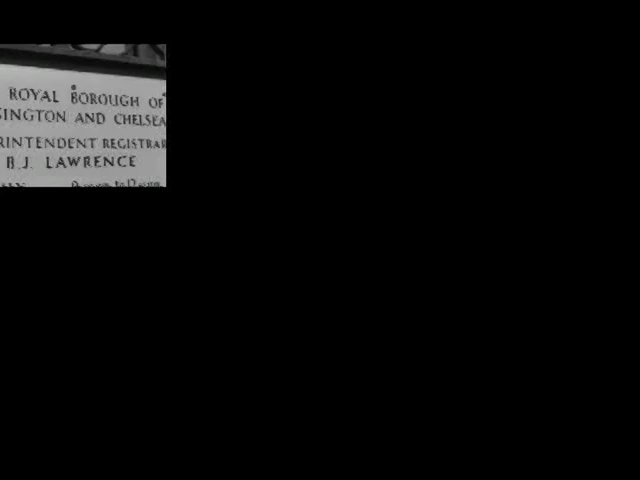 ROYAL BOROUGH OF
SINGTON AND CHELSEA
RINTENDENT REGISTRAR
B.J. LAWRENCE